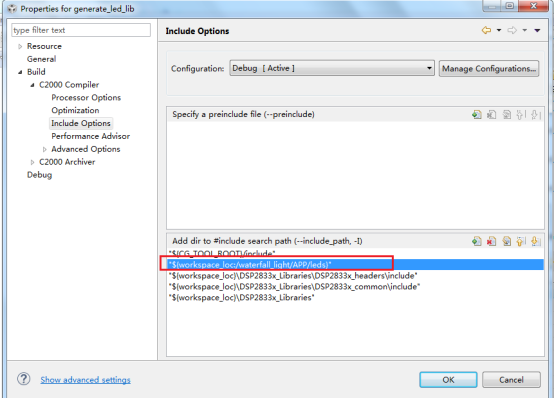 Properties for generate_led_lib
type filter text
Resource
General
Build
C2000 Compiler
Processor Options
Optimization
Include Options
Performance Advisor
Advanced Options
C2000 Archiver
Debug
Include Options
Configuration: Debug [ Active ] Manage Configurations...
Specify a preinclude file (--preinclude)
Add dir to #include search path (--include_path, -I)
"${CG_TOOL_ROOT}/include"
"${workspace_loc:/waterfall_light/APP/leds}"
"${workspace_loc}\DSP2833x_Libraries\DSP2833x_headers\include"
"${workspace_loc}\DSP2833x_Libraries\DSP2833x_common\include"
"${workspace_loc}\DSP2833x_Libraries"
Show advanced settings
OK Cancel